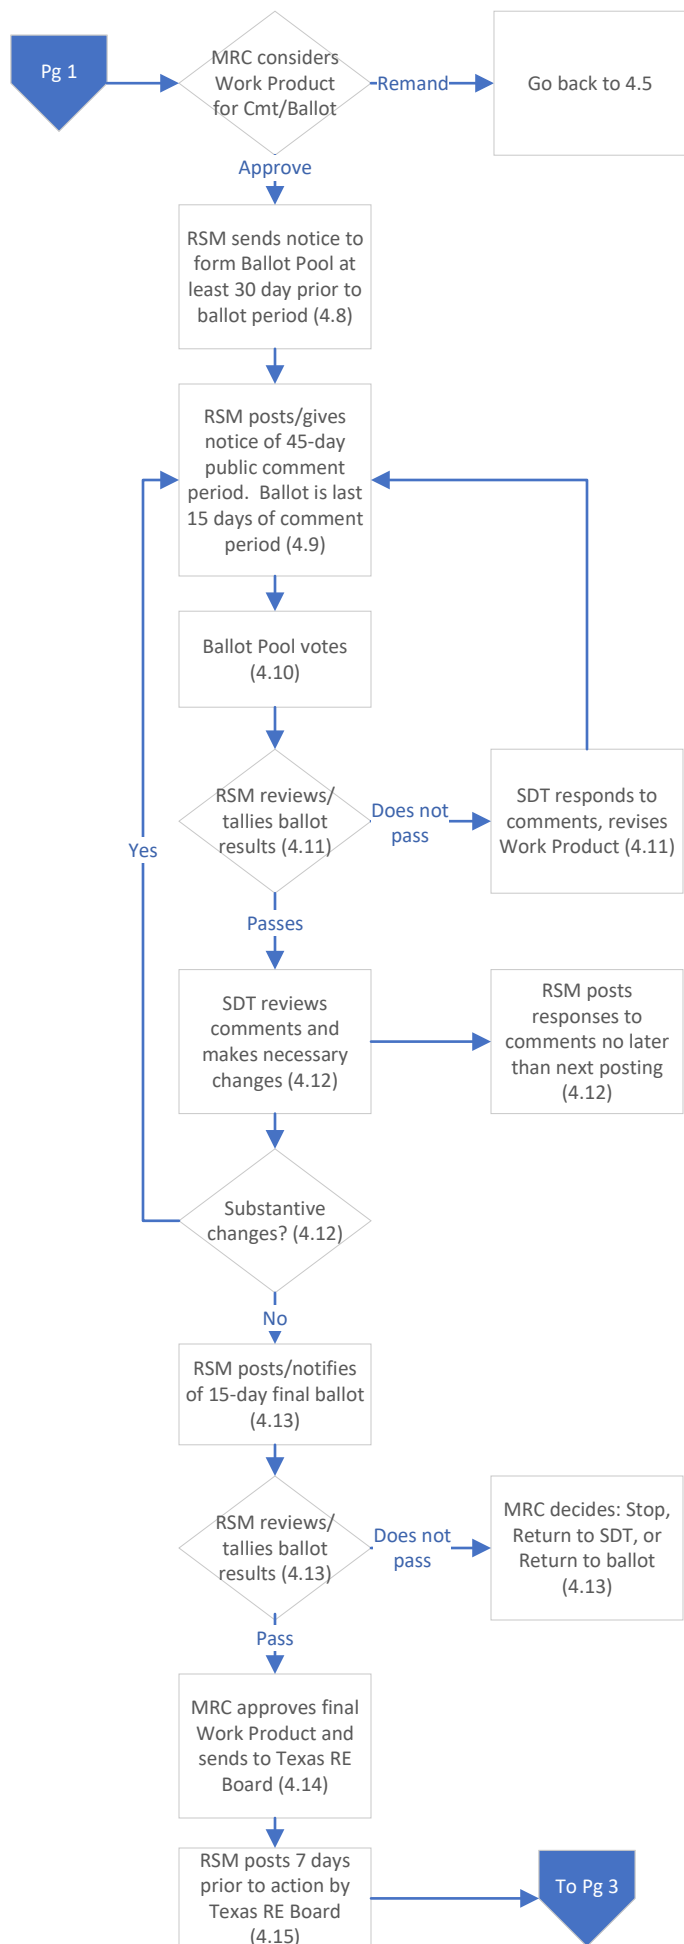 Pg 1
MRC considers
Work Product
for Cmt/Ballot
Remand
Go back to 4.5
Approve
RSM sends notice to
form Ballot Pool at
least 30 day prior to
ballot period (4.8)
RSM posts/gives
notice of 45-day
public comment
period.  Ballot is last
15 days of comment
period (4.9)
Ballot Pool votes
(4.10)
RSM reviews/
tallies ballot
results (4.11)
Does not
pass
SDT responds to
comments, revises
Work Product (4.11)
Yes
Passes
SDT reviews
comments and
makes necessary
changes (4.12)
RSM posts
responses to
comments no later
than next posting
(4.12)
Substantive
changes? (4.12)
No
RSM posts/notifies
of 15-day final ballot
(4.13)
RSM reviews/
tallies ballot
results (4.13)
Does not
pass
MRC decides: Stop,
Return to SDT, or
Return to ballot
(4.13)
Pass
MRC approves final
Work Product and
sends to Texas RE
Board (4.14)
RSM posts 7 days
prior to action by
Texas RE Board
(4.15)
To Pg 3